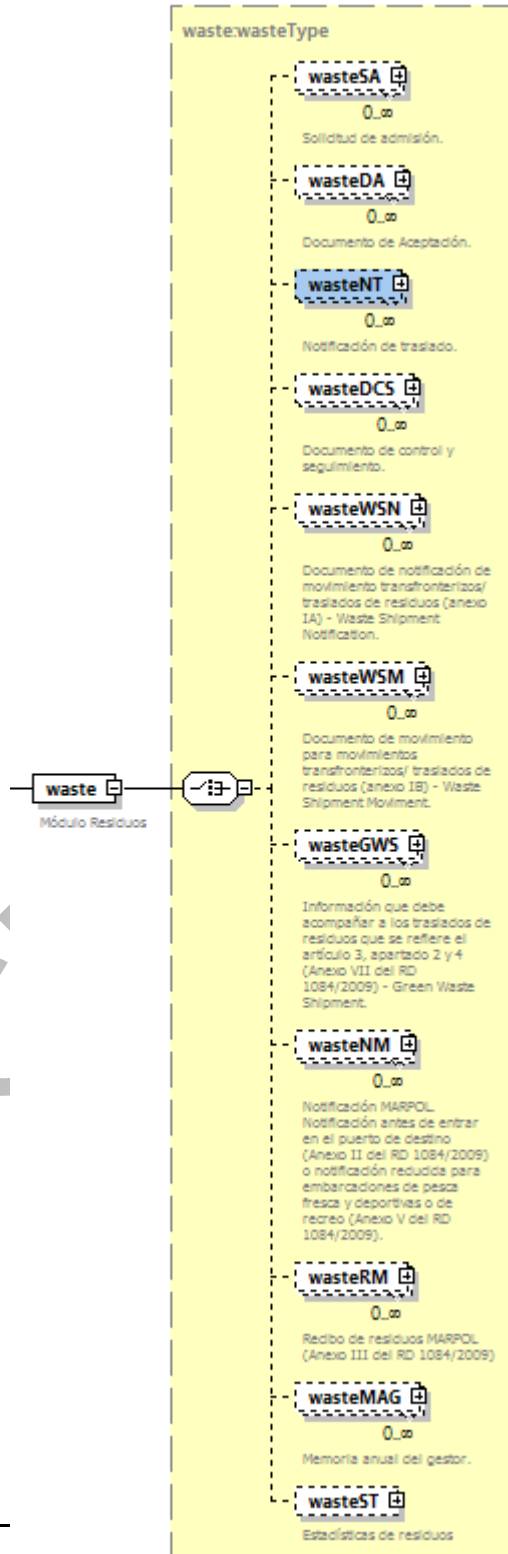 waste:wasteType
wasteSA
0..∞
Solicitud de admisión.
wasteDA
0..∞
Documento de Aceptación.
wasteNT
0..∞
Notificación de traslado.
wasteDCS
0..∞
Documento de control y
seguimiento.
wasteWSN
0..∞
Documento de notificación de
movimiento transfronterizos/
traslados de residuos (anexo
IA) - Waste Shipment
Notification.
wasteWSM
0..∞
Documento de movimiento
para movimientos
transfronterizos/ traslados de
residuos (anexo IB) - Waste
Shipment Moviment.
waste
Módulo Residuos
wasteGWS
0..∞
Información que debe
acompañar a los traslados de
residuos que se refiere el
artículo 3, apartado 2 y 4
(Anexo VII del RD
1084/2009) - Green Waste
Shipment.
wasteNM
0..∞
Notificación MARPOL.
Notificación antes de entrar
en el puerto de destino
(Anexo II del RD 1084/2009)
o notificación reducida para
embarcaciones de pesca
fresca y deportivas o de
recreo (Anexo V del RD
1084/2009).
wasteRM
0..∞
Recibo de residuos MARPOL
(Anexo III del RD 1084/2009)
wasteMAG
0..∞
Memoria anual del gestor.
wasteST
Estadísticas de residuos